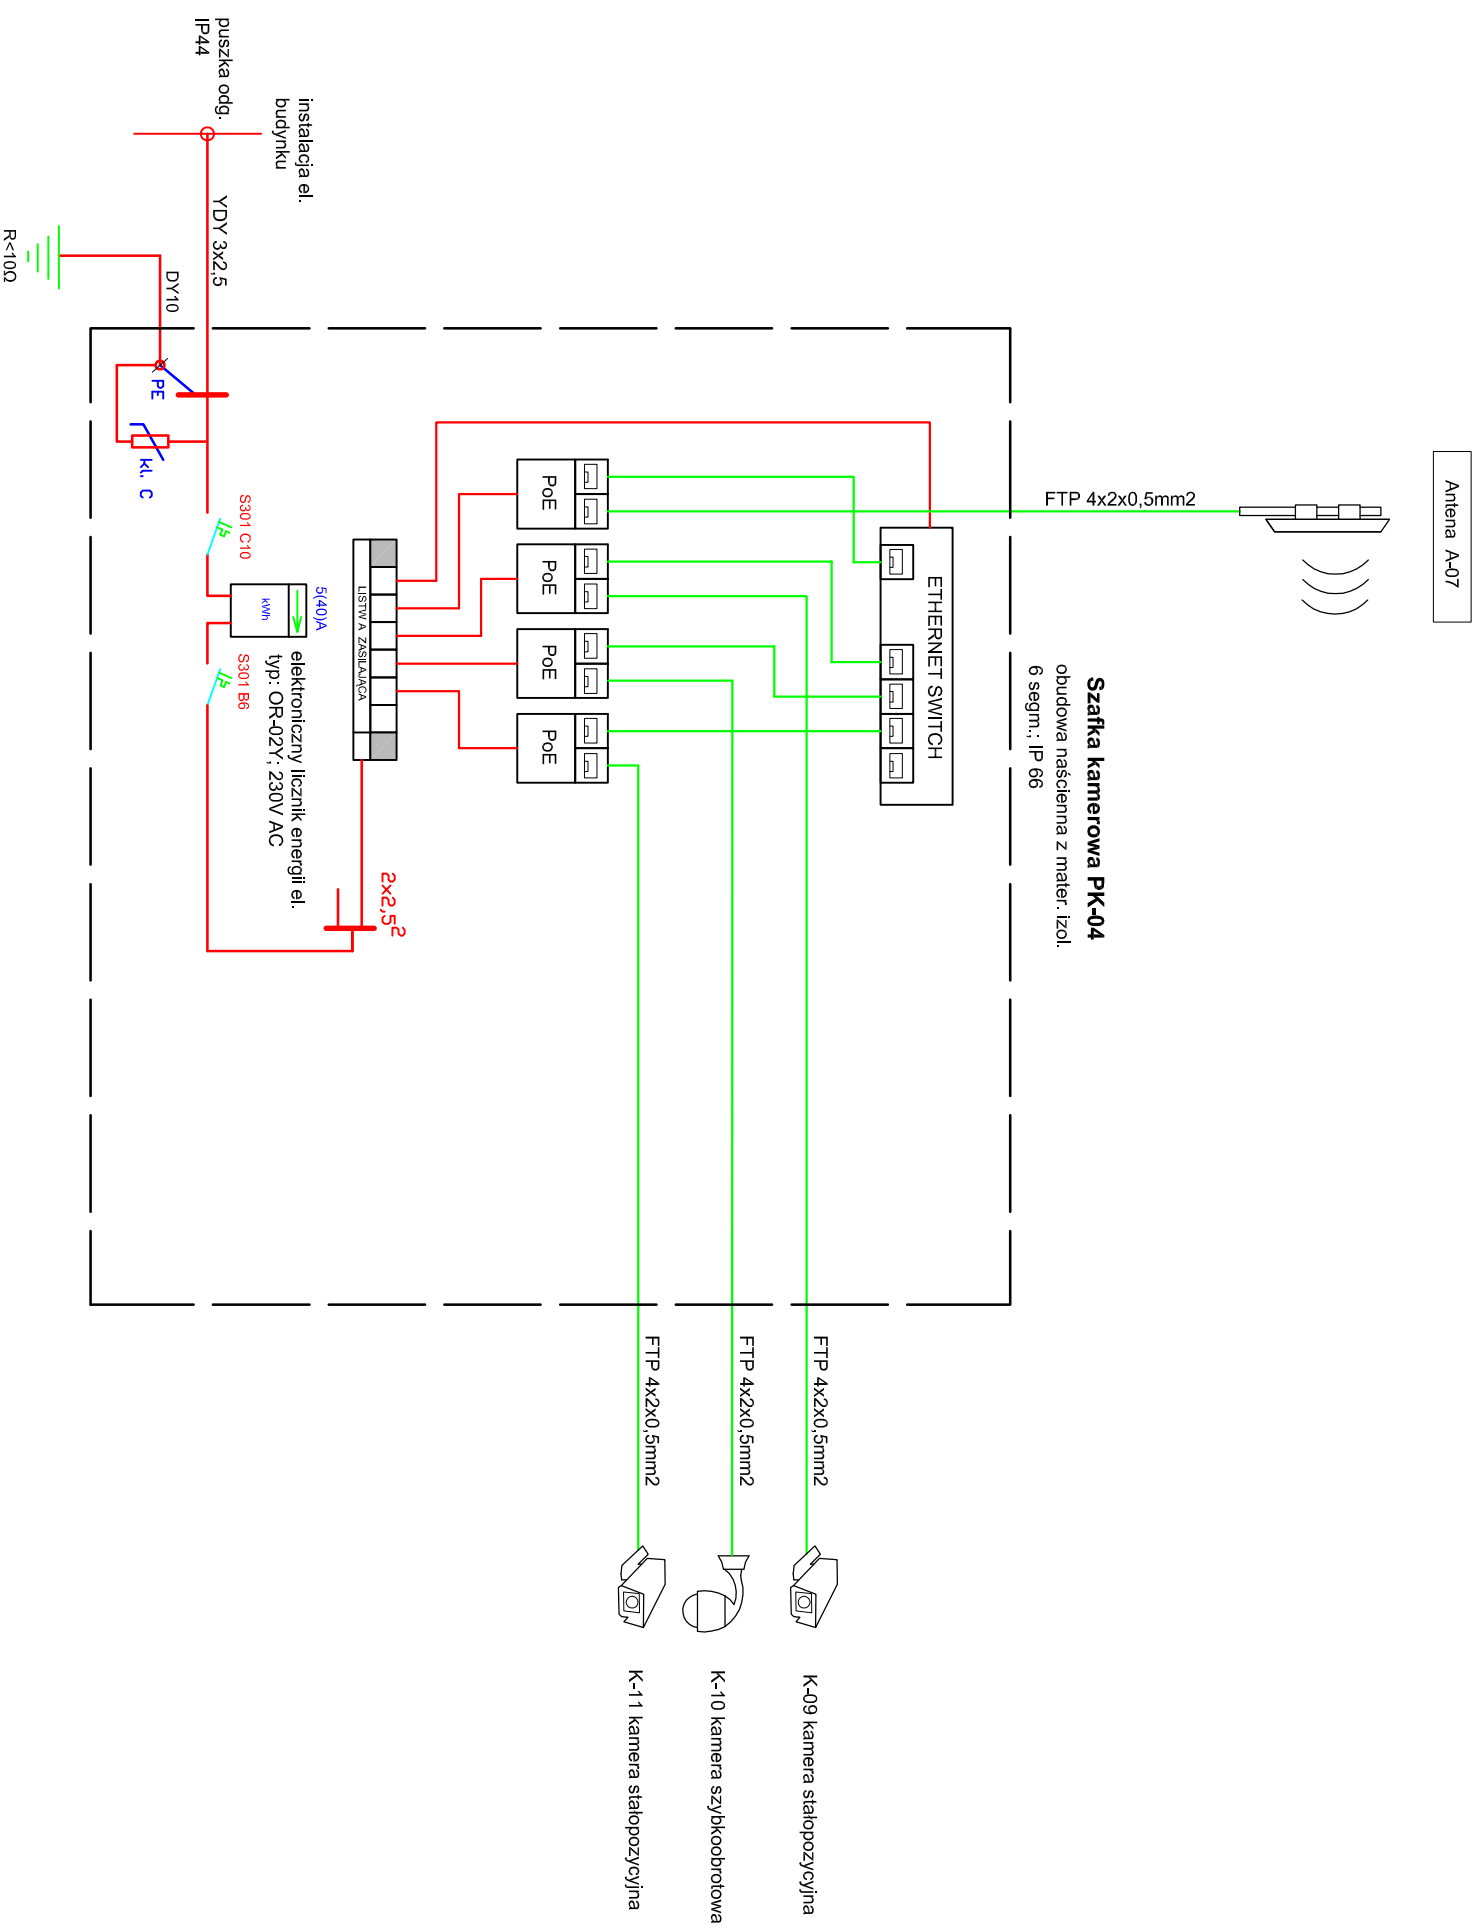 Antena A-07
FTP 4x2x0,5mm2
Szafka kamerowa PK-04
obudowa naścienna z mater. izol.
6 segm.; IP 66
ETHERNET SWITCH
PoE
PoE
PoE
PoE
LISTWA ZASILAJĄCA
2x2,5²
instalacja el.
budynku
puszka odg.
IP44
YDY 3x2,5
DY10
R<10Ω
PE
kl. C
S301 C10
5(40)A
kWh
S301 B6
elektroniczny licznik energii el.
typ: OR-02Y; 230V AC
FTP 4x2x0,5mm2
FTP 4x2x0,5mm2
FTP 4x2x0,5mm2
K-09 kamera stałopozycyjna
K-10 kamera szybkoobrotowa
K-11 kamera stałopozycyjna